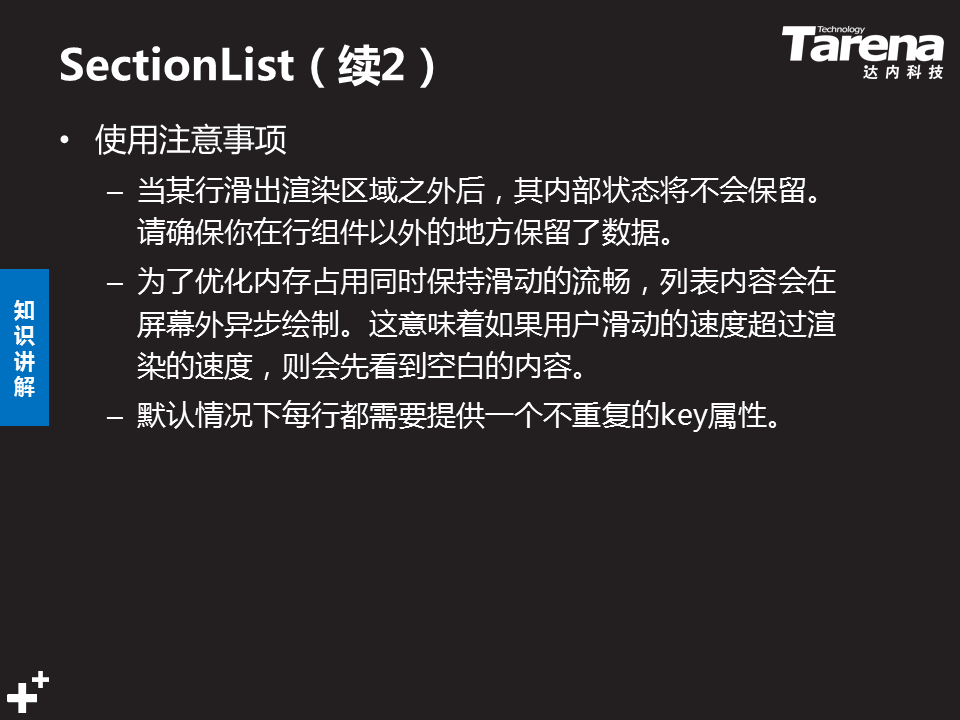 SectionList（续2）
Technology
Tarena
达内科技
• 使用注意事项
– 当某行滑出渲染区域之外后，其内部状态将不会保留。
请确保你在行组件以外的地方保留了数据。
– 为了优化内存占用同时保持滑动的流畅，列表内容会在
屏幕外异步绘制。这意味着如果用户滑动的速度超过渲
染的速度，则会先看到空白的内容。
– 默认情况下每行都需要提供一个不重复的key属性。
知
识
讲
解